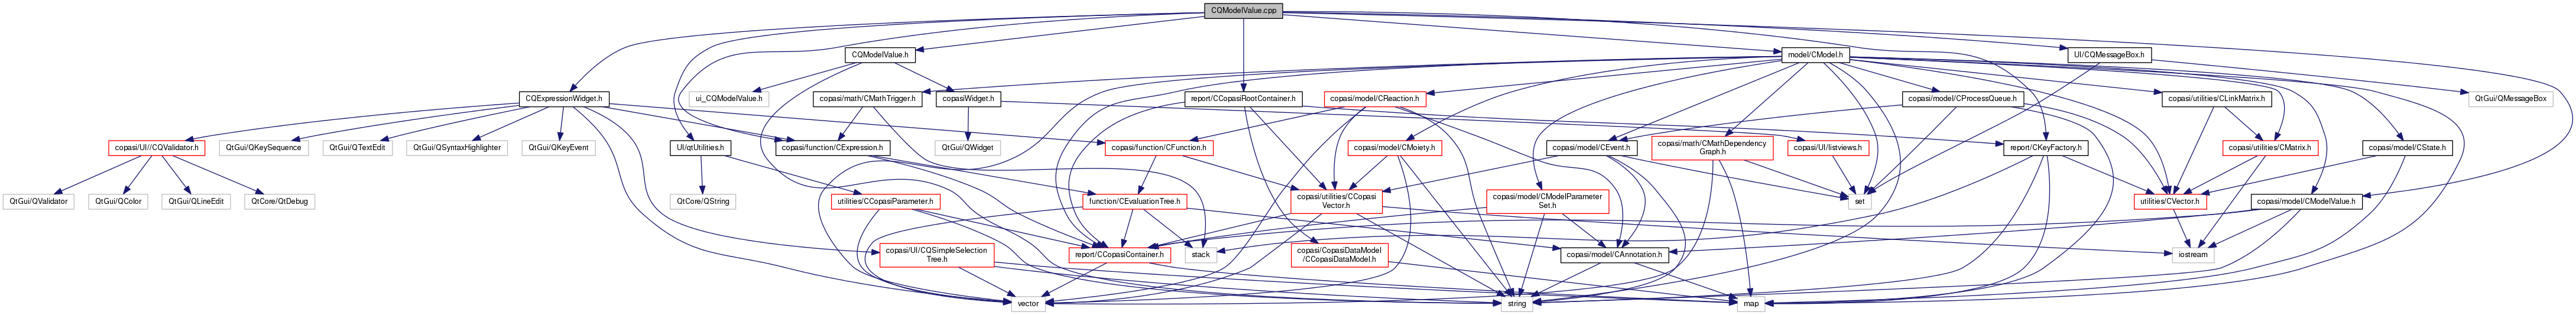 CQModelValue.cpp
CQModelValue.h
model/CModel.h
UI/CQMessageBox.h
CQExpressionWidget.h
ui_CQModelValue.h
copasi/math/CMathTrigger.h
copasiWidget.h
report/CCopasiRootContainer.h
copasi/model/CReaction.h
copasi/model/CProcessQueue.h
copasi/utilities/CLinkMatrix.h
QtGui/QMessageBox
copasi/UI//CQValidator.h
QtGui/QKeySequence
QtGui/QTextEdit
QtGui/QSyntaxHighlighter
QtGui/QKeyEvent
UI/qtUtilities.h
copasi/function/CExpression.h
QtGui/QWidget
copasi/function/CFunction.h
copasi/model/CMoiety.h
copasi/model/CEvent.h
copasi/math/CMathDependency
Graph.h
copasi/UI/listviews.h
report/CKeyFactory.h
copasi/utilities/CMatrix.h
copasi/model/CState.h
QtGui/QValidator
QtGui/QColor
QtGui/QLineEdit
QtCore/QtDebug
QtCore/QString
utilities/CCopasiParameter.h
function/CEvaluationTree.h
copasi/utilities/CCopasi
Vector.h
copasi/model/CModelParameter
Set.h
set
utilities/CVector.h
copasi/model/CModelValue.h
copasi/UI/CQSimpleSelection
Tree.h
report/CCopasiContainer.h
stack
copasi/CopasiDataModel
/CCopasiDataModel.h
copasi/model/CAnnotation.h
iostream
vector
string
map